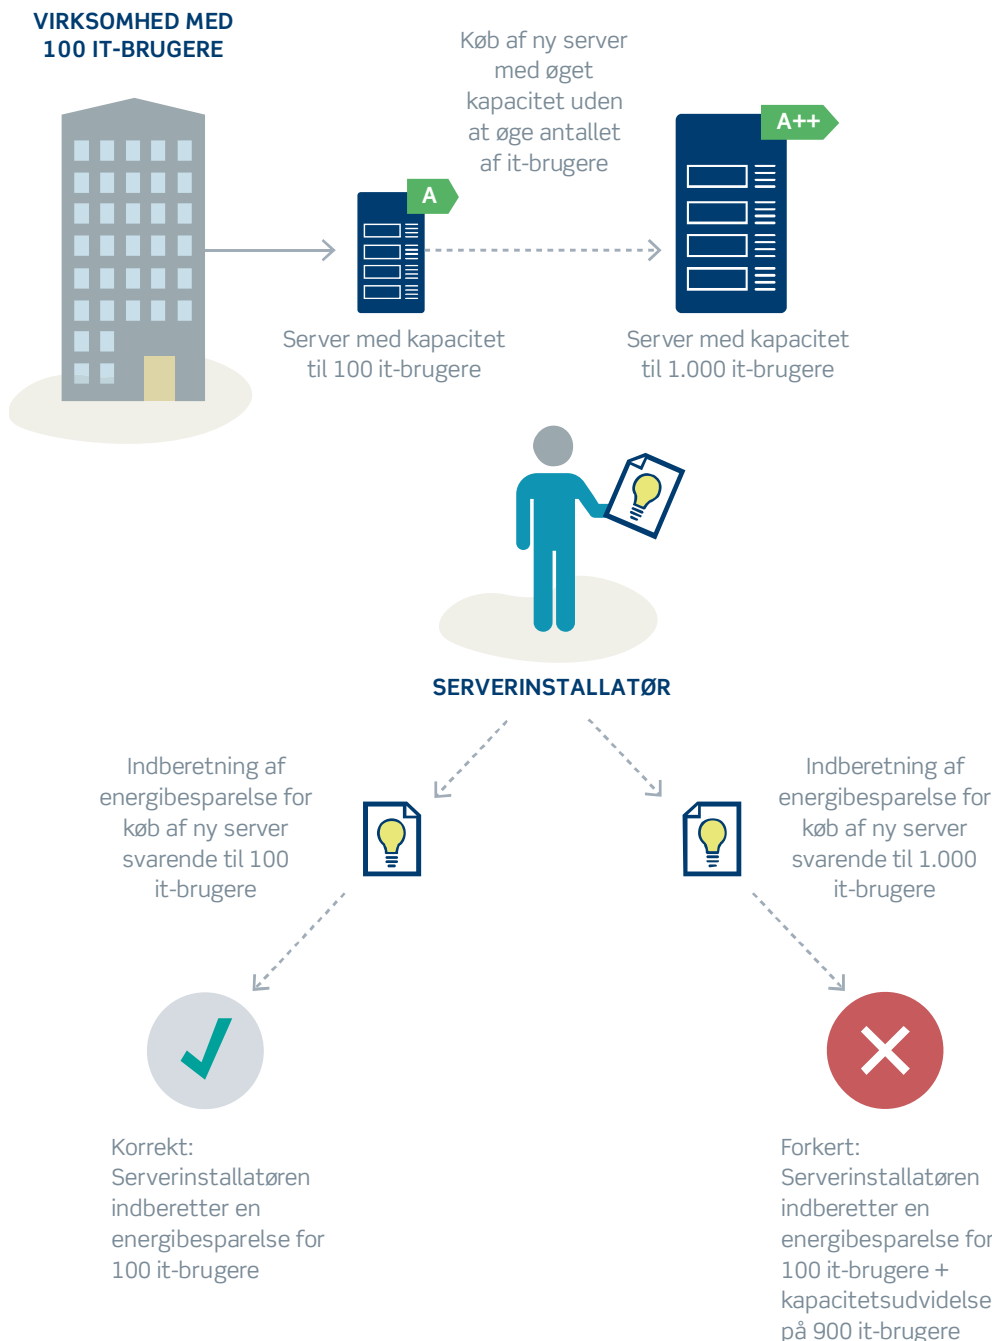 VIRKSOMHED MED
100 IT-BRUGERE
Køb af ny server
med øget
kapacitet uden
at øge antallet
af it-brugere
A
A++
Server med kapacitet
til 100 it-brugere
Server med kapacitet
til 1.000 it-brugere
SERVERINSTALLATØR
Indberetning af
energibesparelse for
køb af ny server
svarende til 100
it-brugere
Indberetning af
energibesparelse for
køb af ny server
svarende til 1.000
it-brugere
Korrekt:
Serverinstallatøren
indberetter en
energibesparelse for
100 it-brugere
Forkert:
Serverinstallatøren
indberetter en
energibesparelse for
100 it-brugere +
kapacitetsudvidelse
på 900 it-brugere